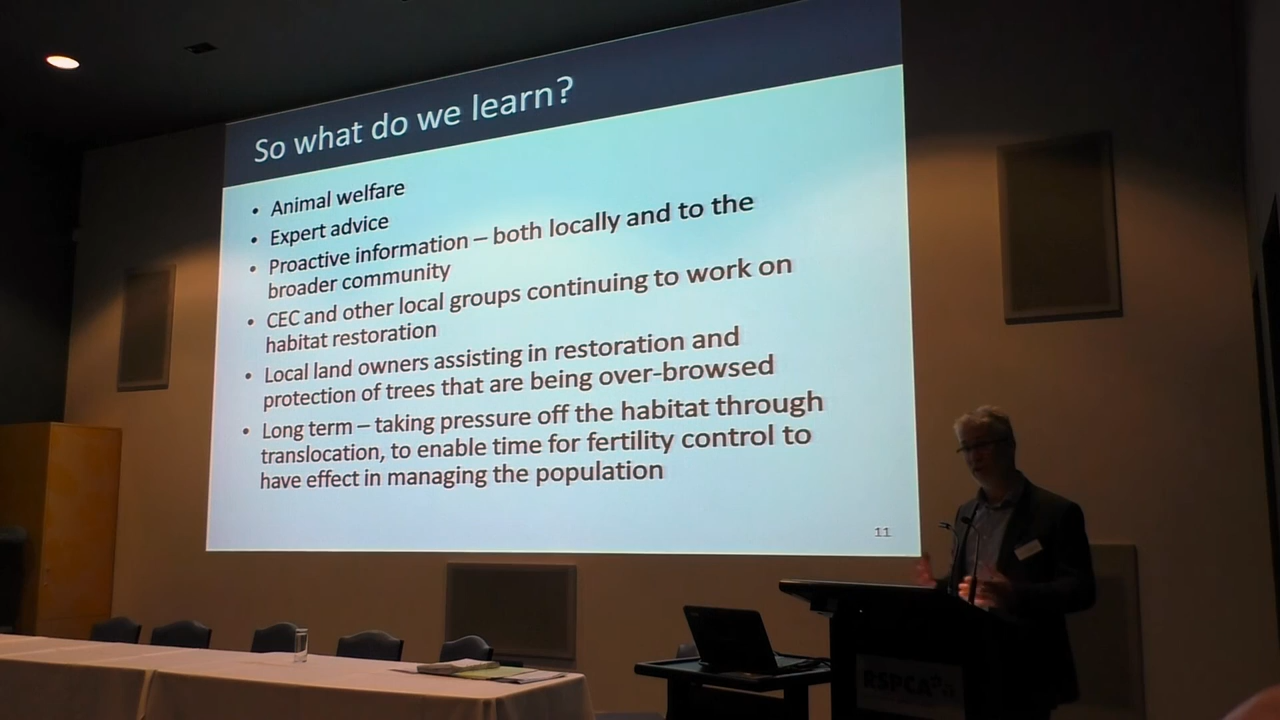 So what do we learn?
• Animal welfare
• Expert advice
• Proactive information – both locally and to the
broader community
• CEC and other local groups continuing to work on
habitat restoration
• Local land owners assisting in restoration and
protection of trees that are being over-browsed
• Long term – taking pressure off the habitat through
translocation, to enable time for fertility control to
have effect in managing the population
11
RSPCA